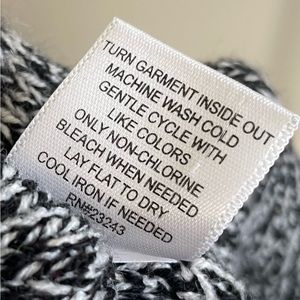 TURN GARMENT INSIDE OUT
MACHINE WASH COLD
GENTLE CYCLE WITH
LIKE COLORS
ONLY NON-CHLORINE
BLEACH WHEN NEEDED
LAY FLAT TO DRY
COOL IRON IF NEEDED
RN#23243